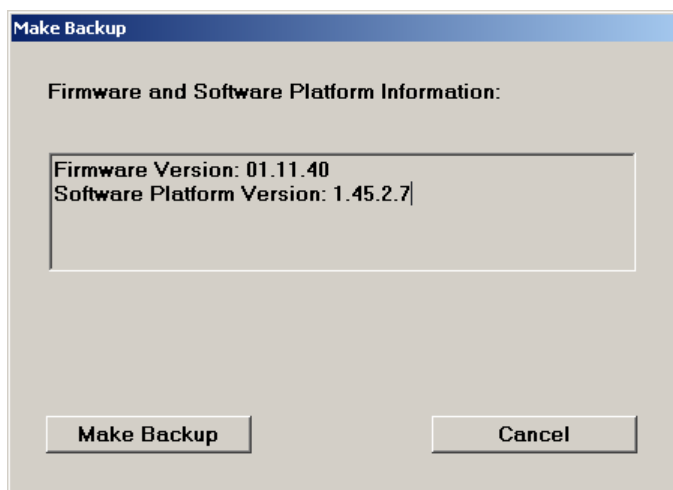 Make Backup
Firmware and Software Platform Information:
Firmware Version: 01.11.40
Software Platform Version: 1.45.2.7
Make Backup
Cancel